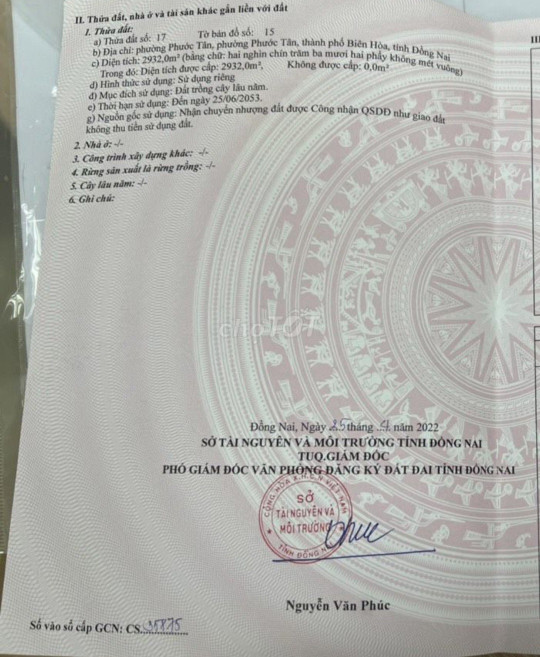 II. Thửa đất, nhà ở và tài sản khác gắn liền với đất
1. Thửa đất:
a) Thửa đất số: 17 Tờ bản đồ số: 15
b) Địa chỉ: phường Phước Tân, phường Phước Tân, thành phố Biên Hòa, tỉnh Đồng Nai
c) Diện tích: 2932,0m² (bằng chữ: hai nghìn chín trăm ba mươi hai phẩy không mét vuông)
Trong đó: Diện tích được cấp: 2932,0m², Không được cấp: 0,0m²
d) Hình thức sử dụng: Sử dụng riêng
đ) Mục đích sử dụng: Đất trồng cây lâu năm.
e) Thời hạn sử dụng: Đến ngày 25/06/2053.
g) Nguồn gốc sử dụng: Nhận chuyển nhượng đất được Công nhận QSDĐ như giao đất
không thu tiền sử dụng đất.
2. Nhà ở: -/-
3. Công trình xây dựng khác: -/-
4. Rừng sản xuất là rừng trồng: -/-
5. Cây lâu năm: -/-
6. Ghi chú:
chợTỐT
Đồng Nai, Ngày 25 tháng 4 năm 2022
SỞ TÀI NGUYÊN VÀ MÔI TRƯỜNG TỈNH ĐỒNG NAI
TUQ.GIÁM ĐỐC
PHÓ GIÁM ĐỐC VĂN PHÒNG ĐĂNG KÝ ĐẤT ĐAI TỈNH ĐỒNG NAI
SỞ
TÀI NGUYÊN VÀ
MÔI TRƯỜNG
TỈNH ĐỒNG NAI
Phúc
Nguyễn Văn Phúc
Số vào sổ cấp GCN: CS.